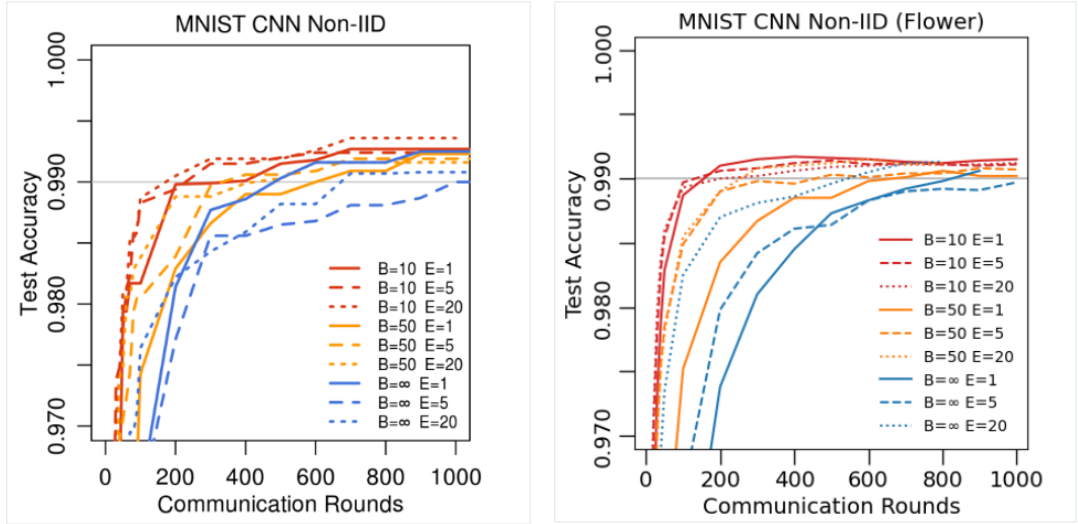 MNIST CNN Non-IID
Test Accuracy
1.000
0.990
0.980
0.970
B=10 E=1
B=10 E=5
B=10 E=20
B=50 E=1
B=50 E=5
B=50 E=20
B=∞ E=1
B=∞ E=5
B=∞ E=20
0 200 400 600 800 1000
Communication Rounds
MNIST CNN Non-IID (Flower)
Test Accuracy
1.000
0.990
0.980
0.970
B=10 E=1
B=10 E=5
B=10 E=20
B=50 E=1
B=50 E=5
B=50 E=20
B=∞ E=1
B=∞ E=5
B=∞ E=20
0 200 400 600 800 1000
Communication Rounds